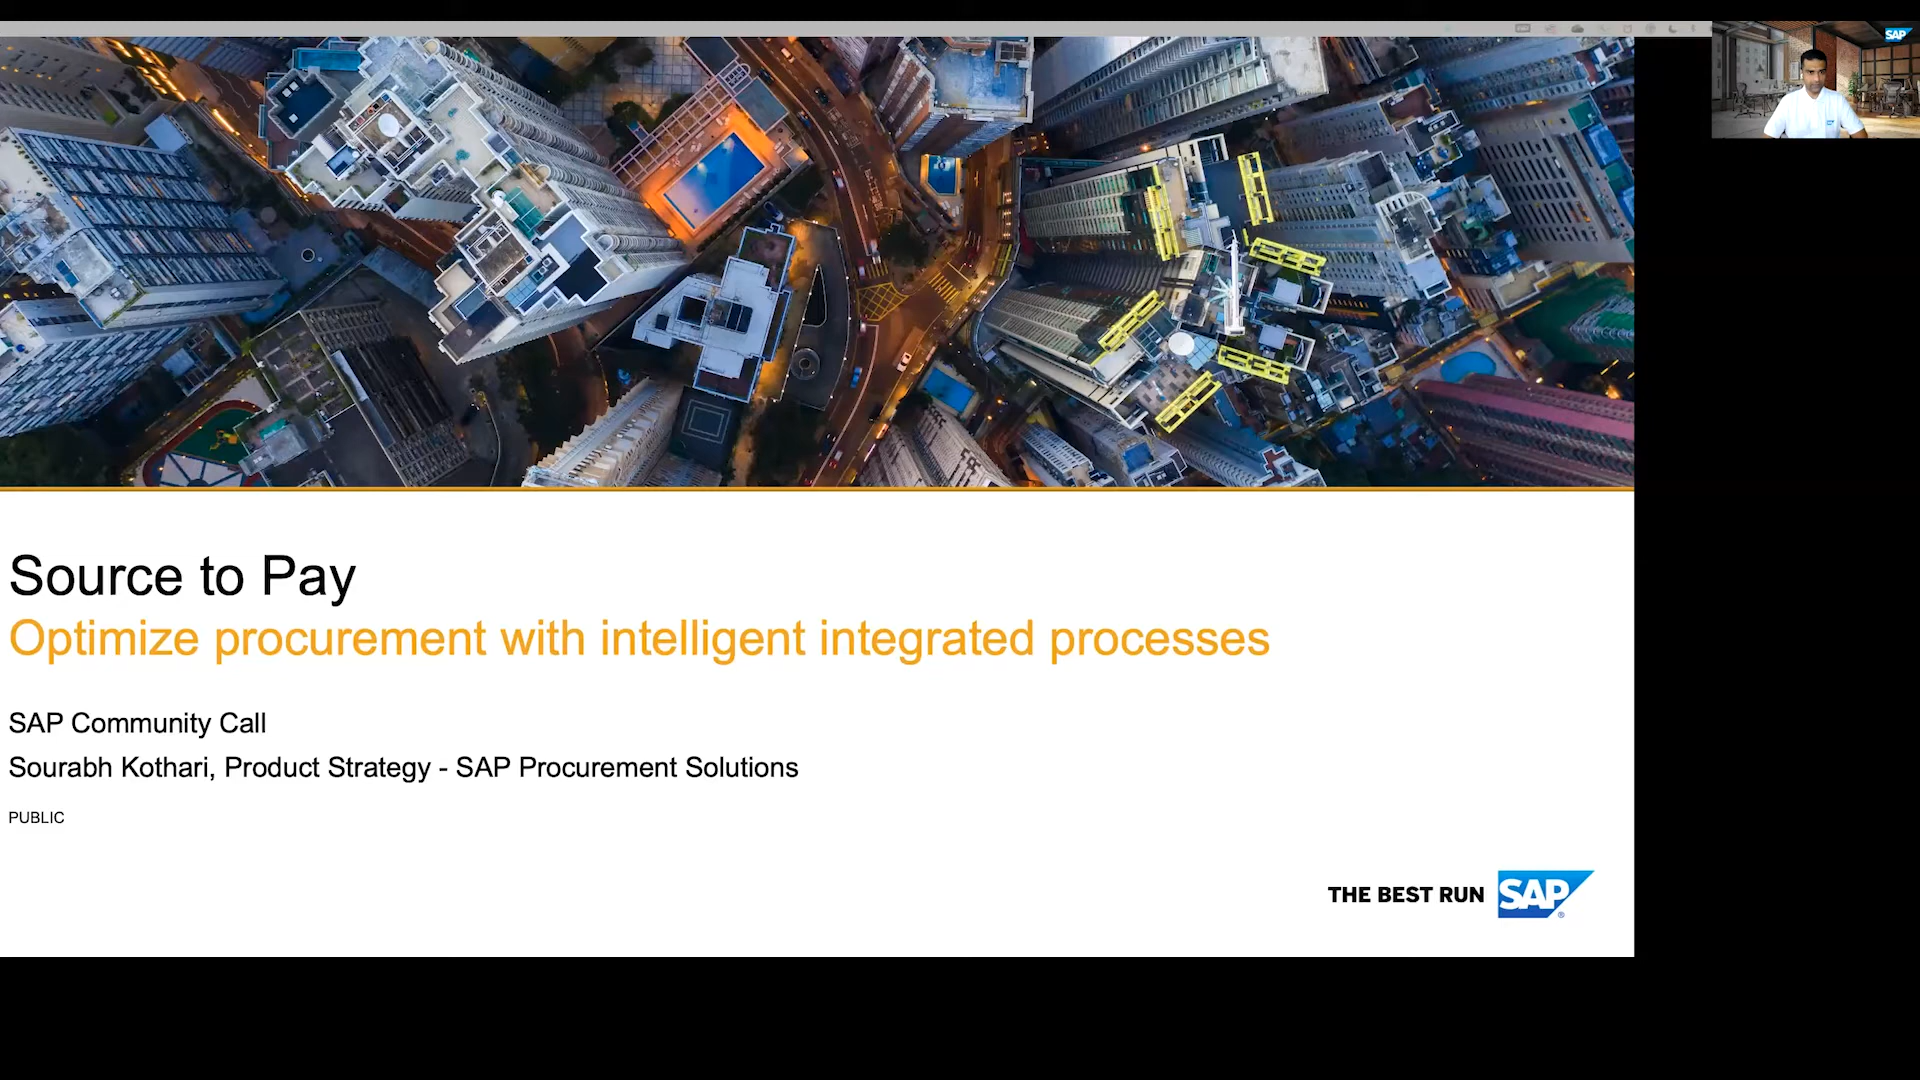 SAP
Source to Pay
Optimize procurement with intelligent integrated processes
SAP Community Call
Sourabh Kothari, Product Strategy - SAP Procurement Solutions
PUBLIC
THE BEST RUN SAP®